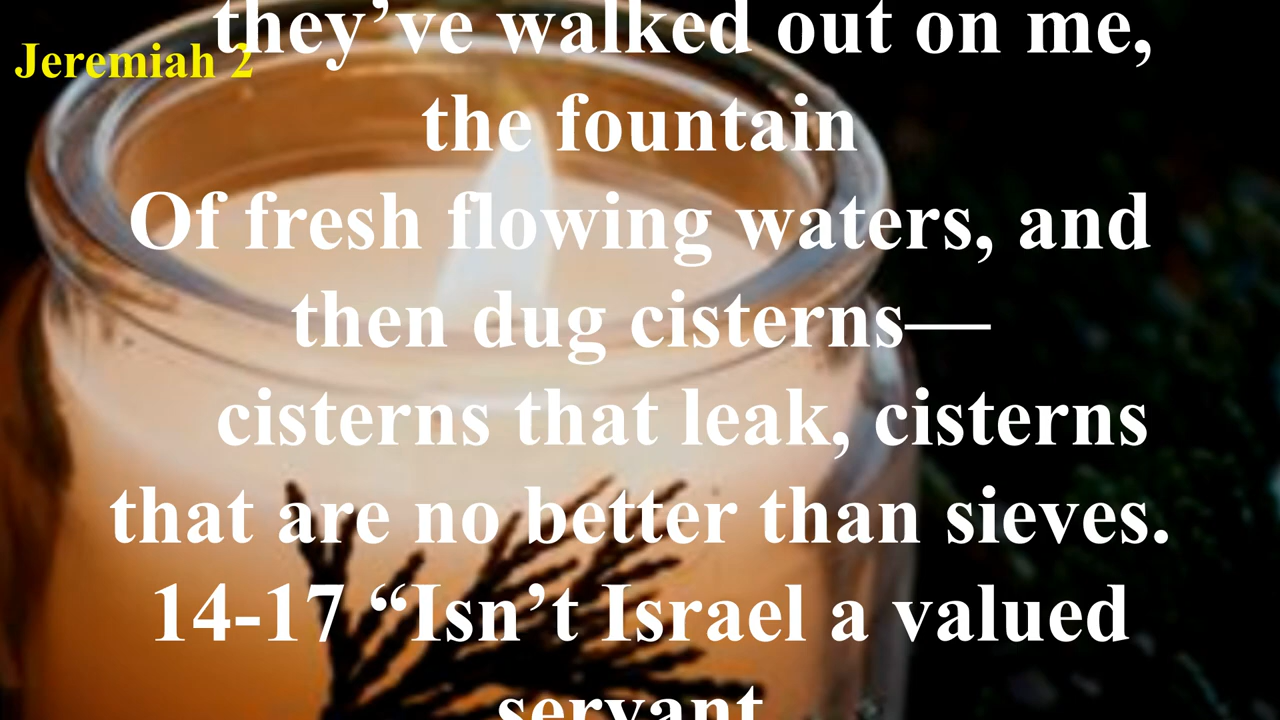 they’ve walked out on me,
Jeremiah 2
the fountain
Of fresh flowing waters, and
then dug cisterns—
cisterns that leak, cisterns
that are no better than sieves.
14-17 “Isn’t Israel a valued
servant